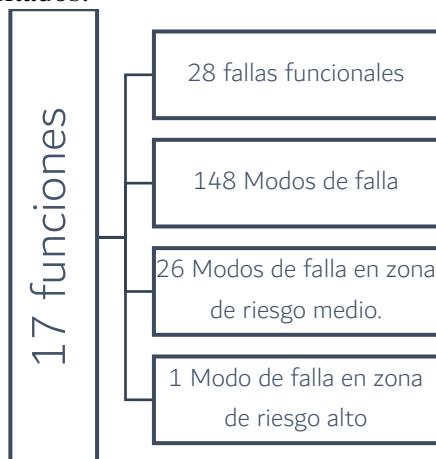 17 funciones
28 fallas funcionales
148 Modos de falla
26 Modos de falla en zona
de riesgo medio.
1 Modo de falla en zona
de riesgo alto